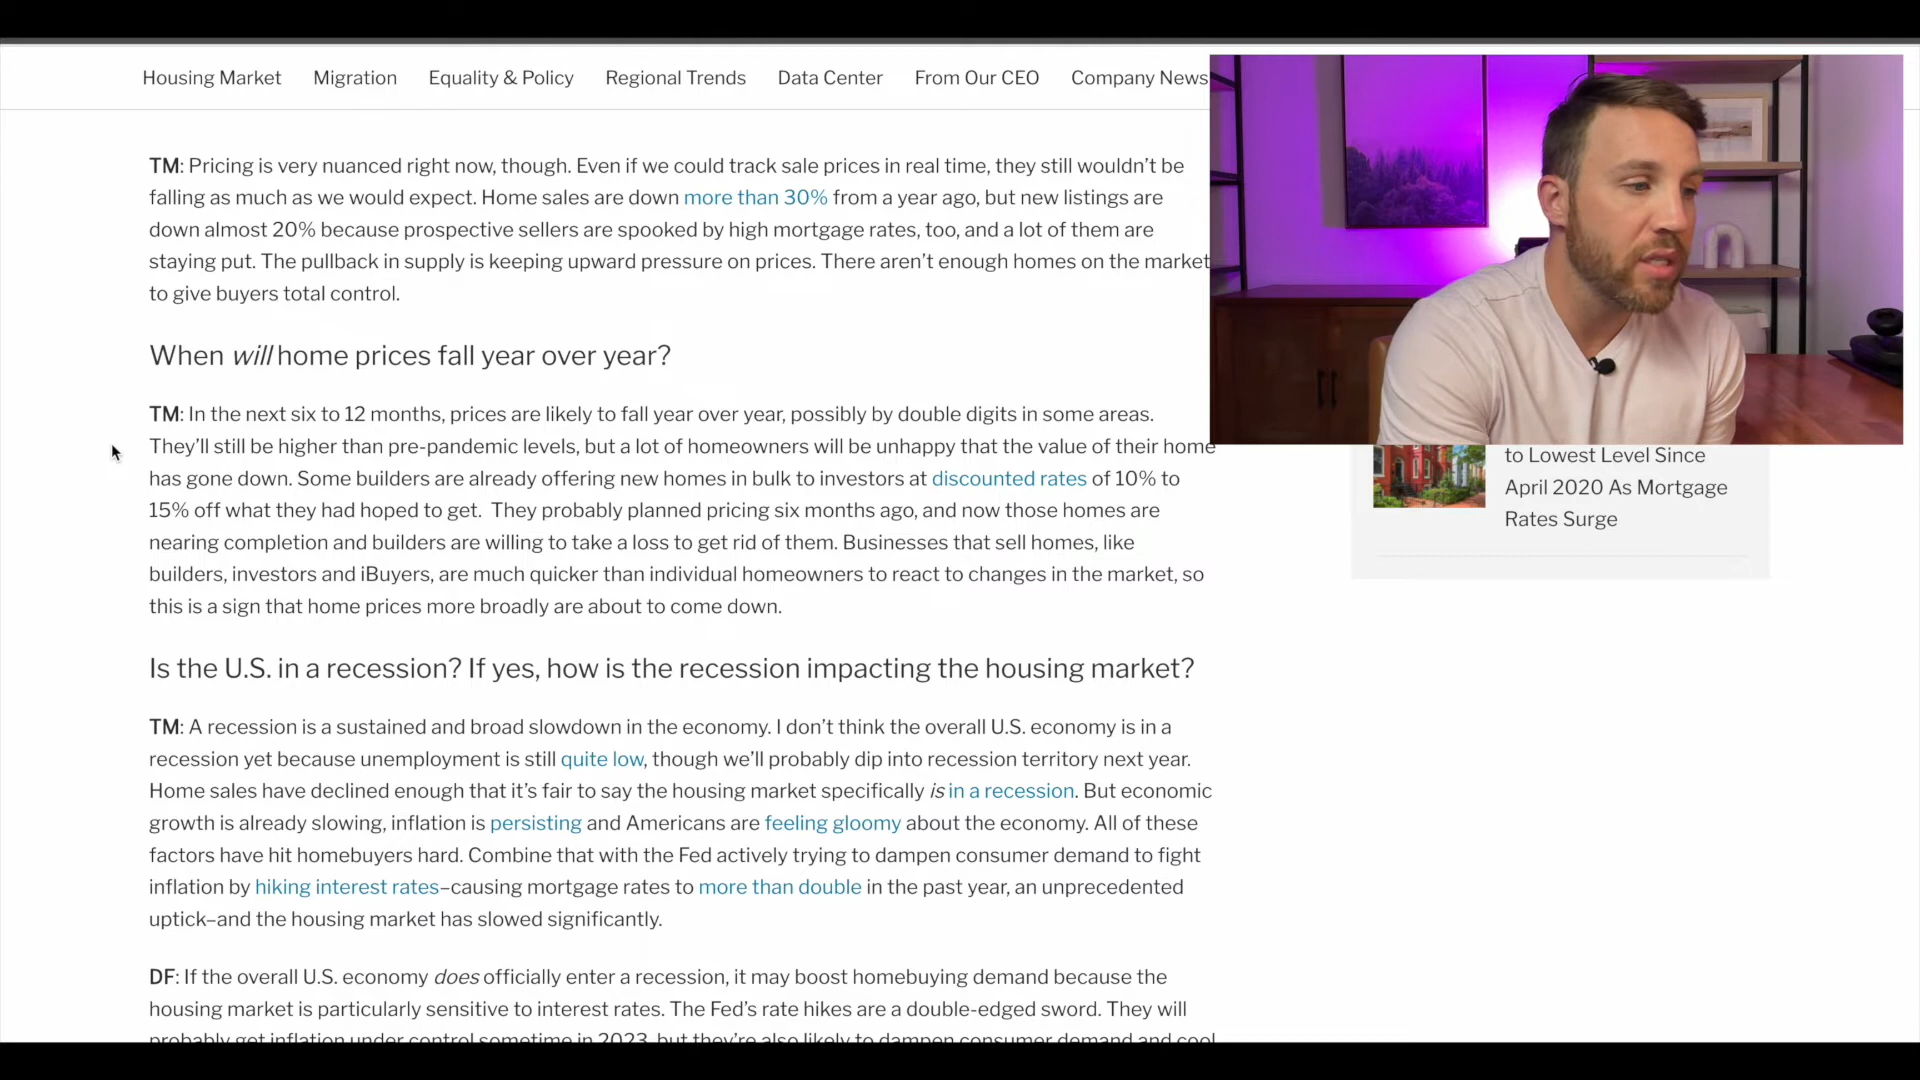 Housing Market Migration Equality & Policy Regional Trends Data Center From Our CEO Company News
TM: Pricing is very nuanced right now, though. Even if we could track sale prices in real time, they still wouldn’t be
falling as much as we would expect. Home sales are down more than 30% from a year ago, but new listings are
down almost 20% because prospective sellers are spooked by high mortgage rates, too, and a lot of them are
staying put. The pullback in supply is keeping upward pressure on prices. There aren’t enough homes on the market
to give buyers total control.
When will home prices fall year over year?
TM: In the next six to 12 months, prices are likely to fall year over year, possibly by double digits in some areas.
They’ll still be higher than pre-pandemic levels, but a lot of homeowners will be unhappy that the value of their home
has gone down. Some builders are already offering new homes in bulk to investors at discounted rates of 10% to
15% off what they had hoped to get. They probably planned pricing six months ago, and now those homes are
nearing completion and builders are willing to take a loss to get rid of them. Businesses that sell homes, like
builders, investors and iBuyers, are much quicker than individual homeowners to react to changes in the market, so
this is a sign that home prices more broadly are about to come down.
Is the U.S. in a recession? If yes, how is the recession impacting the housing market?
TM: A recession is a sustained and broad slowdown in the economy. I don’t think the overall U.S. economy is in a
recession yet because unemployment is still quite low, though we’ll probably dip into recession territory next year.
Home sales have declined enough that it’s fair to say the housing market specifically is in a recession. But economic
growth is already slowing, inflation is persisting and Americans are feeling gloomy about the economy. All of these
factors have hit homebuyers hard. Combine that with the Fed actively trying to dampen consumer demand to fight
inflation by hiking interest rates–causing mortgage rates to more than double in the past year, an unprecedented
uptick–and the housing market has slowed significantly.
DF: If the overall U.S. economy does officially enter a recession, it may boost homebuying demand because the
housing market is particularly sensitive to interest rates. The Fed’s rate hikes are a double-edged sword. They will
probably get inflation under control sometime in 2023, but they’re also likely to dampen consumer demand and cool
to Lowest Level Since
April 2020 As Mortgage
Rates Surge